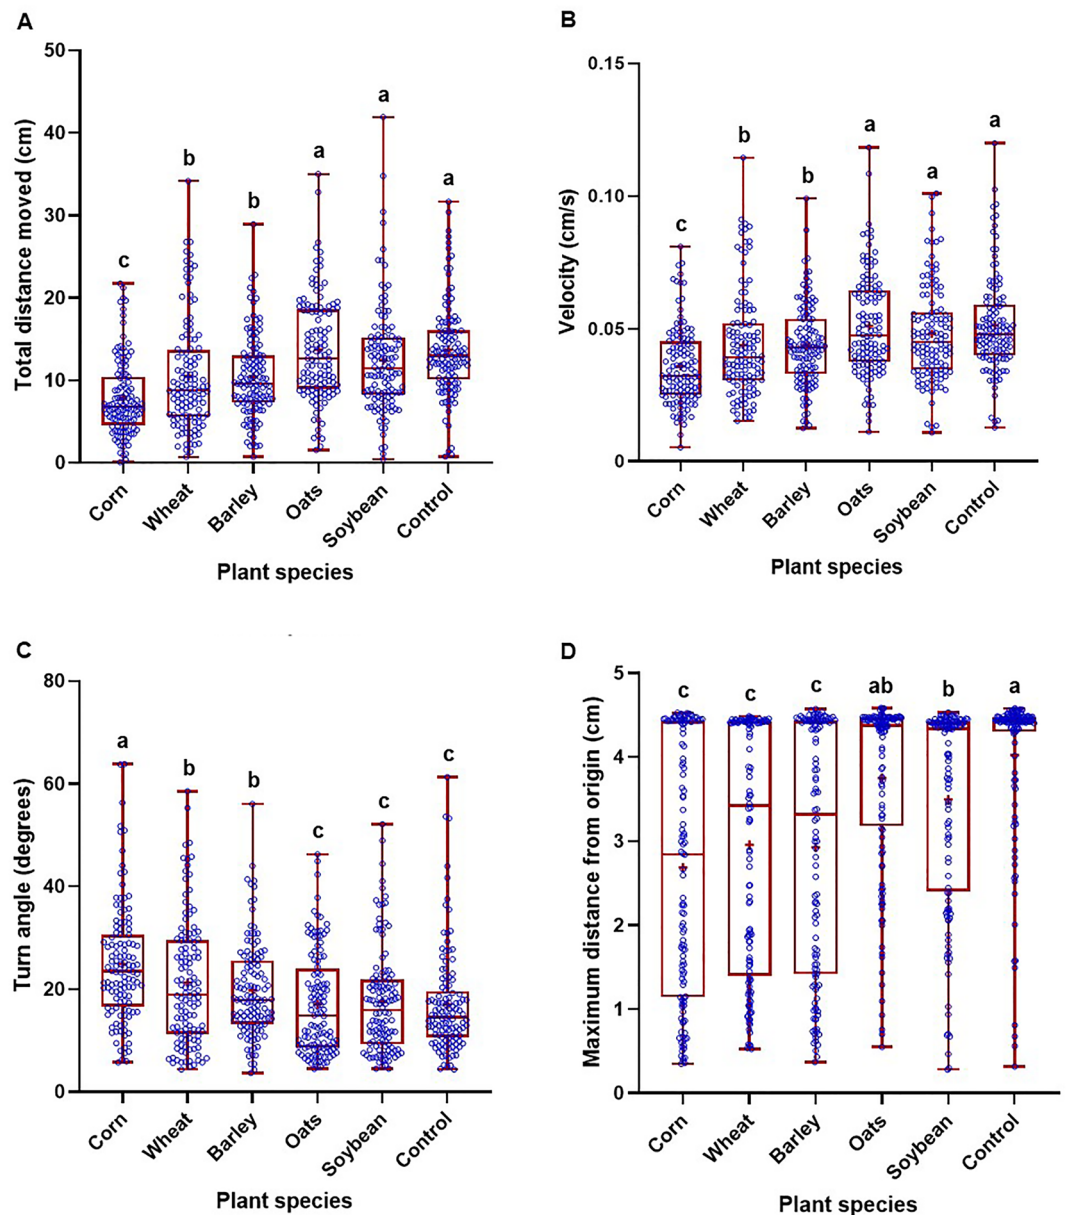 A
Total distance moved (cm)
50
40
30
20
10
0
c
b
b
a
a
a
Corn
Wheat
Barley
Oats
Soybean
Control
Plant species
B
Velocity (cm/s)
0.15
0.10
0.05
0
c
b
b
a
a
a
Corn
Wheat
Barley
Oats
Soybean
Control
Plant species
C
Turn angle (degrees)
80
60
40
20
0
a
b
b
c
c
c
Corn
Wheat
Barley
Oats
Soybean
Control
Plant species
D
Maximum distance from origin (cm)
5
4
3
2
1
0
c
c
c
ab
b
a
Corn
Wheat
Barley
Oats
Soybean
Control
Plant species